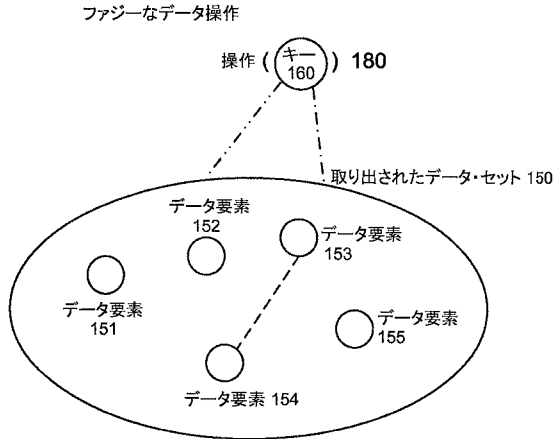 ファジーなデータ操作
操作 (キー 160) 180
取り出されたデータ・セット 150
データ要素
152
データ要素
153
データ要素
151
データ要素
155
データ要素 154